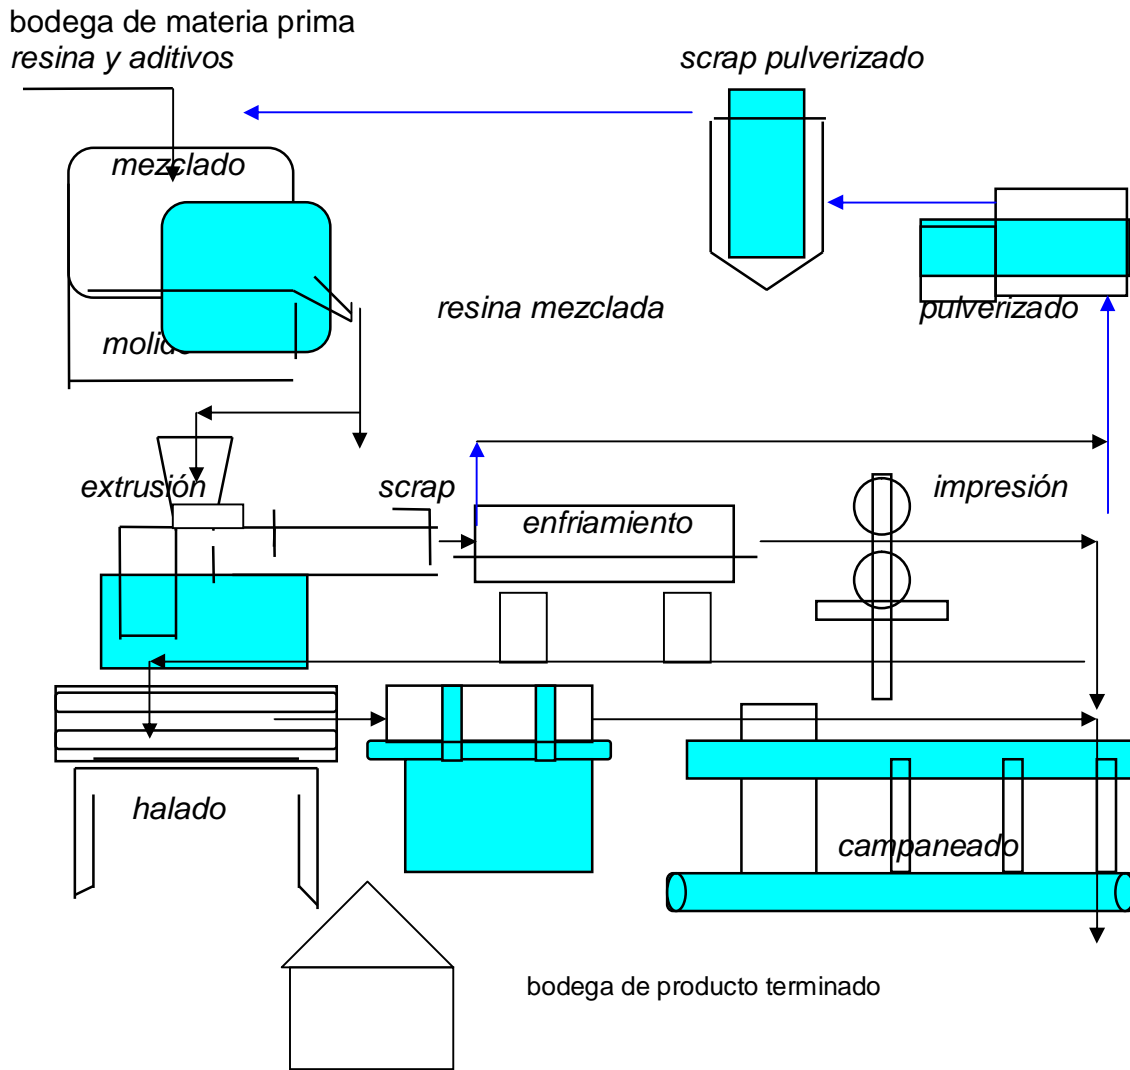 bodega de materia prima
resina y aditivos
scrap pulverizado
mezclado
resina mezclada
pulverizado
extrusión
scrap
impresión
enfriamiento
halado
campaneado
bodega de producto terminado